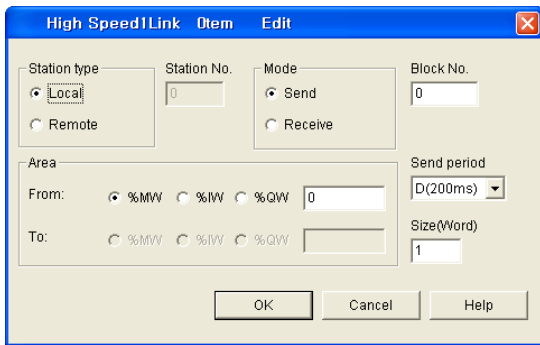 High Speed1Link 0tem Edit
Station type Station No. Mode Block No.
Local 0 Send 0
Remote Receive
Area Send period
From: %MW %IW %QW 0 D(200ms)
To: %MW %IW %QW Size(Word)
1
OK Cancel Help